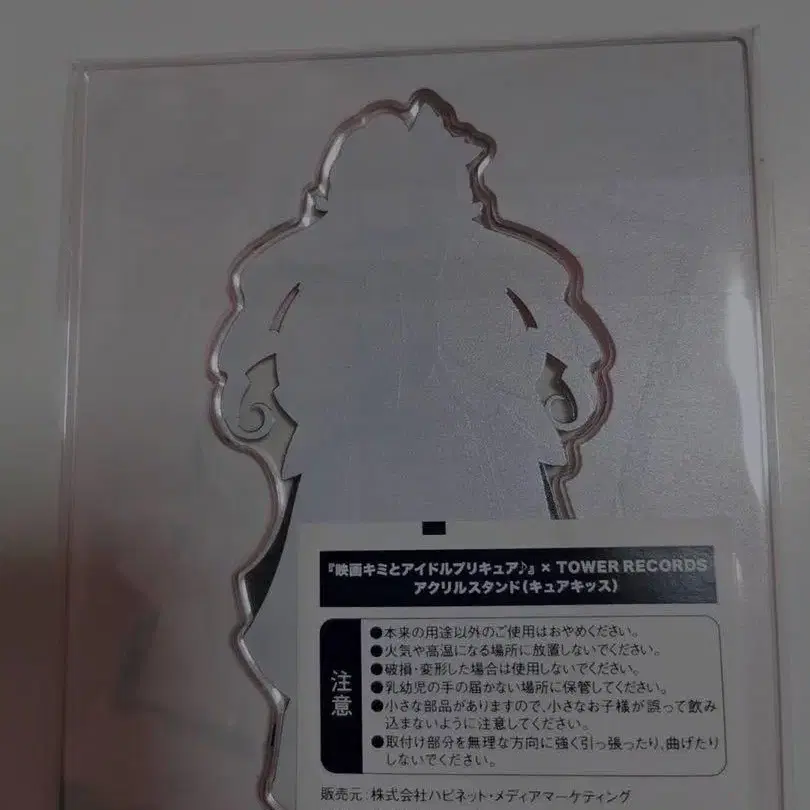 『映画キミとアイドルプリキュア♪』× TOWER RECORDS
アクリルスタンド(キュアキッス)
注意
●本来の用途以外のご使用はおやめください。
●火気や高温になる場所に放置しないでください。
●破損・変形した場合は使用しないでください。
●乳幼児の手の届かない場所に保管してください。
●小さな部品がありますので、小さなお子様が誤って飲み
込まないように注意してください。
●取付け部分を無理な方向に強く引っ張ったり、曲げたり
しないでください。
販売元:株式会社ハピネット・メディアマーケティング